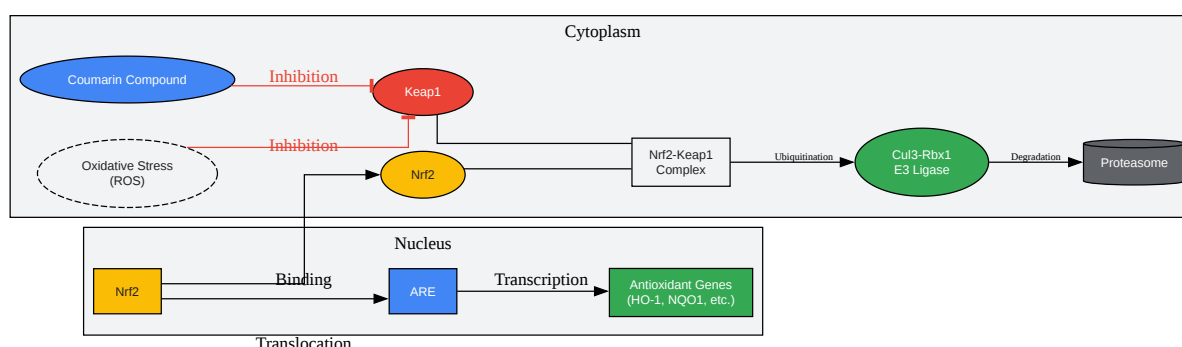 Cytoplasm
Coumarin Compound
Inhibition
Keap1
Oxidative Stress
(ROS)
Inhibition
Nrf2
Nrf2-Keap1
Complex
Ubiquitination
Cul3-Rbx1
E3 Ligase
Degradation
Proteasome
Nucleus
Nrf2
Binding
ARE
Transcription
Antioxidant Genes
(HO-1, NQO1, etc.)
Translocation